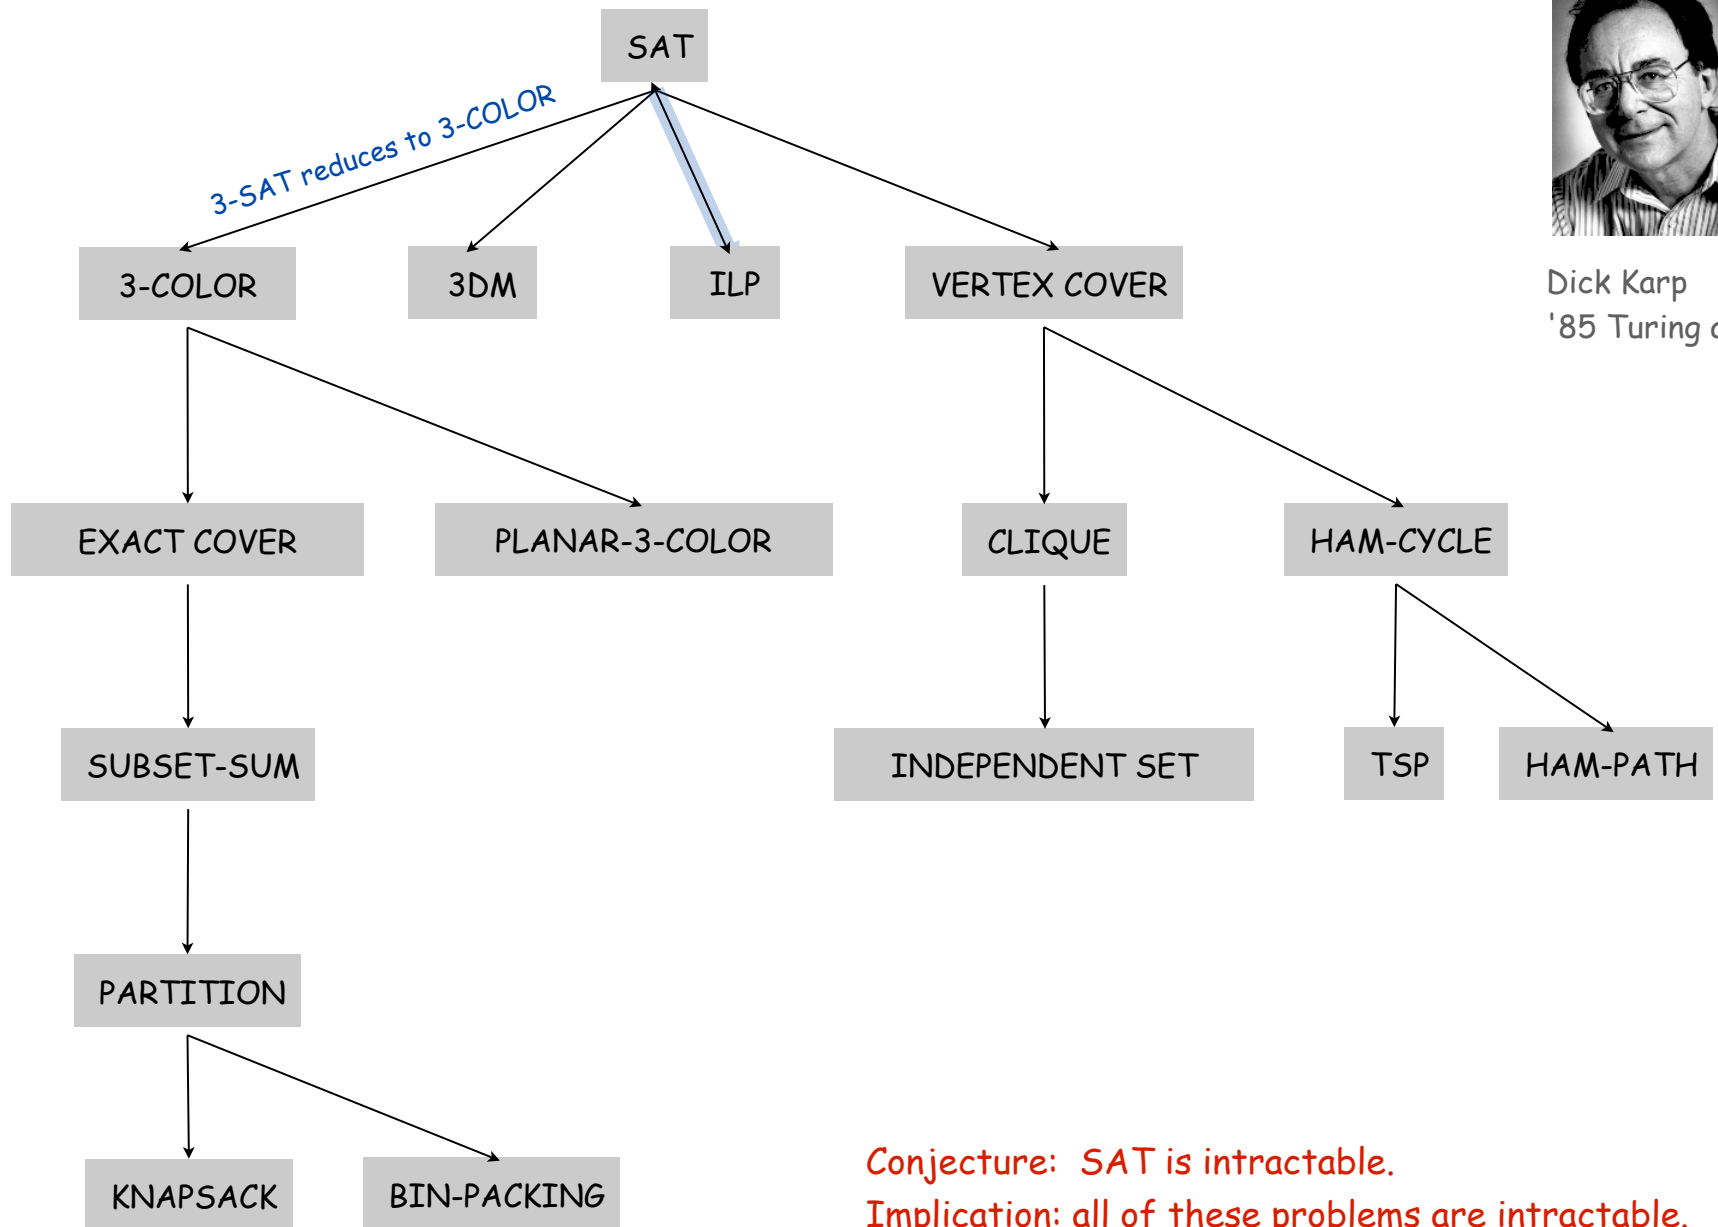 SAT
3-SAT reduces to 3-COLOR
3-COLOR
3DM
ILP
VERTEX COVER
Dick Karp
'85 Turing
EXACT COVER
PLANAR-3-COLOR
CLIQUE
HAM-CYCLE
SUBSET-SUM
INDEPENDENT SET
TSP
HAM-PATH
PARTITION
KNAPSACK
BIN-PACKING
Conjecture: SAT is intractable.
Implication: all of these problems are intractable.